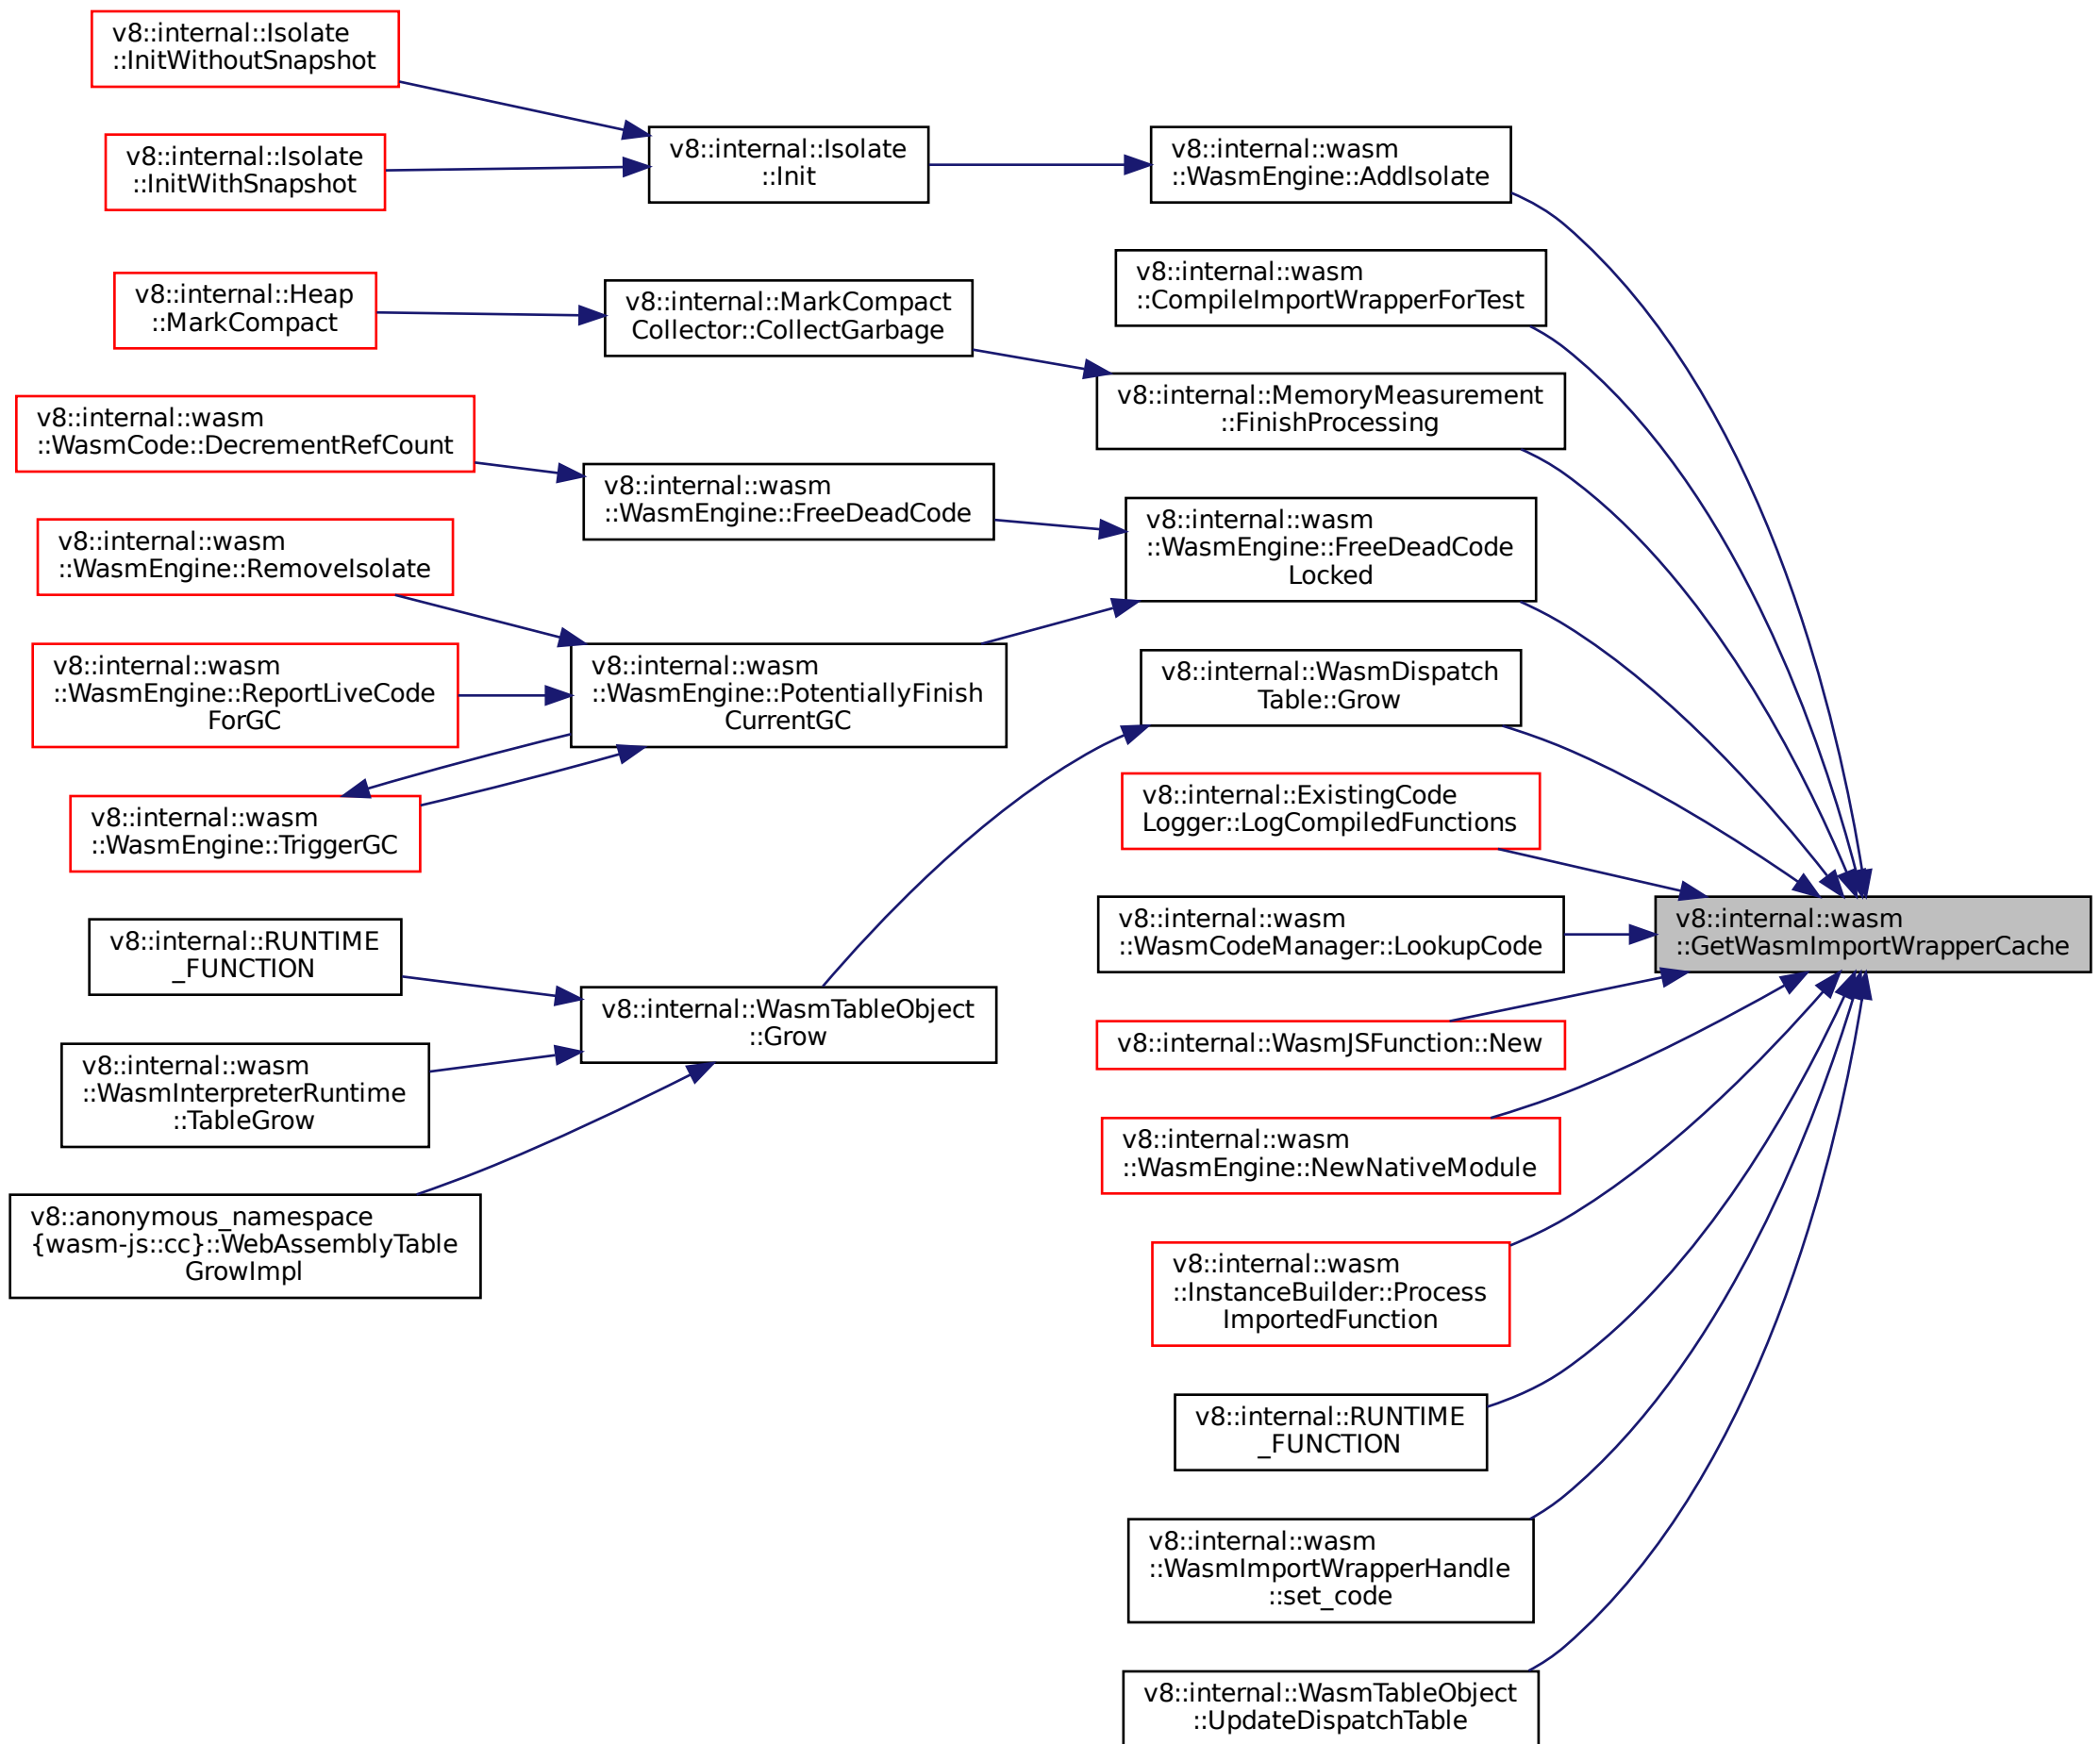 v8::internal::Isolate
::InitWithoutSnapshot
v8::internal::Isolate
::InitWithSnapshot
v8::internal::Heap
::MarkCompact
v8::internal::wasm
::WasmCode::DecrementRefCount
v8::internal::wasm
::WasmEngine::RemoveIsolate
v8::internal::wasm
::WasmEngine::ReportLiveCode
ForGC
v8::internal::wasm
::WasmEngine::TriggerGC
v8::internal::RUNTIME
_FUNCTION
v8::internal::wasm
::WasmInterpreterRuntime
::TableGrow
v8::anonymous_namespace
{wasm-js::cc}::WebAssemblyTable
GrowImpl
v8::internal::Isolate
::Init
v8::internal::MarkCompact
Collector::CollectGarbage
v8::internal::wasm
::WasmEngine::FreeDeadCode
v8::internal::wasm
::WasmEngine::PotentiallyFinish
CurrentGC
v8::internal::WasmTableObject
::Grow
v8::internal::wasm
::WasmEngine::AddIsolate
v8::internal::wasm
::CompileImportWrapperForTest
v8::internal::MemoryMeasurement
::FinishProcessing
v8::internal::wasm
::WasmEngine::FreeDeadCode
Locked
v8::internal::WasmDispatch
Table::Grow
v8::internal::ExistingCode
Logger::LogCompiledFunctions
v8::internal::wasm
::WasmCodeManager::LookupCode
v8::internal::WasmJSFunction::New
v8::internal::wasm
::WasmEngine::NewNativeModule
v8::internal::wasm
::InstanceBuilder::Process
ImportedFunction
v8::internal::RUNTIME
_FUNCTION
v8::internal::wasm
::WasmImportWrapperHandle
::set_code
v8::internal::WasmTableObject
::UpdateDispatchTable
v8::internal::wasm
::GetWasmImportWrapperCache